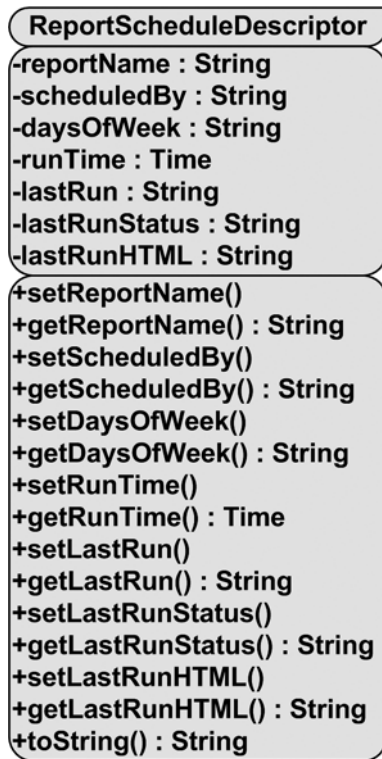 ReportScheduleDescriptor
-reportName : String
-scheduledBy : String
-daysOfWeek : String
-runTime : Time
-lastRun : String
-lastRunStatus : String
-lastRunHTML : String
+setReportName()
+getReportName() : String
+setScheduledBy()
+getScheduledBy() : String
+setDaysOfWeek()
+getDaysOfWeek() : String
+setRunTime()
+getRunTime() : Time
+setLastRun()
+getLastRun() : String
+setLastRunStatus()
+getLastRunStatus() : String
+setLastRunHTML()
+getLastRunHTML() : String
+toString() : String